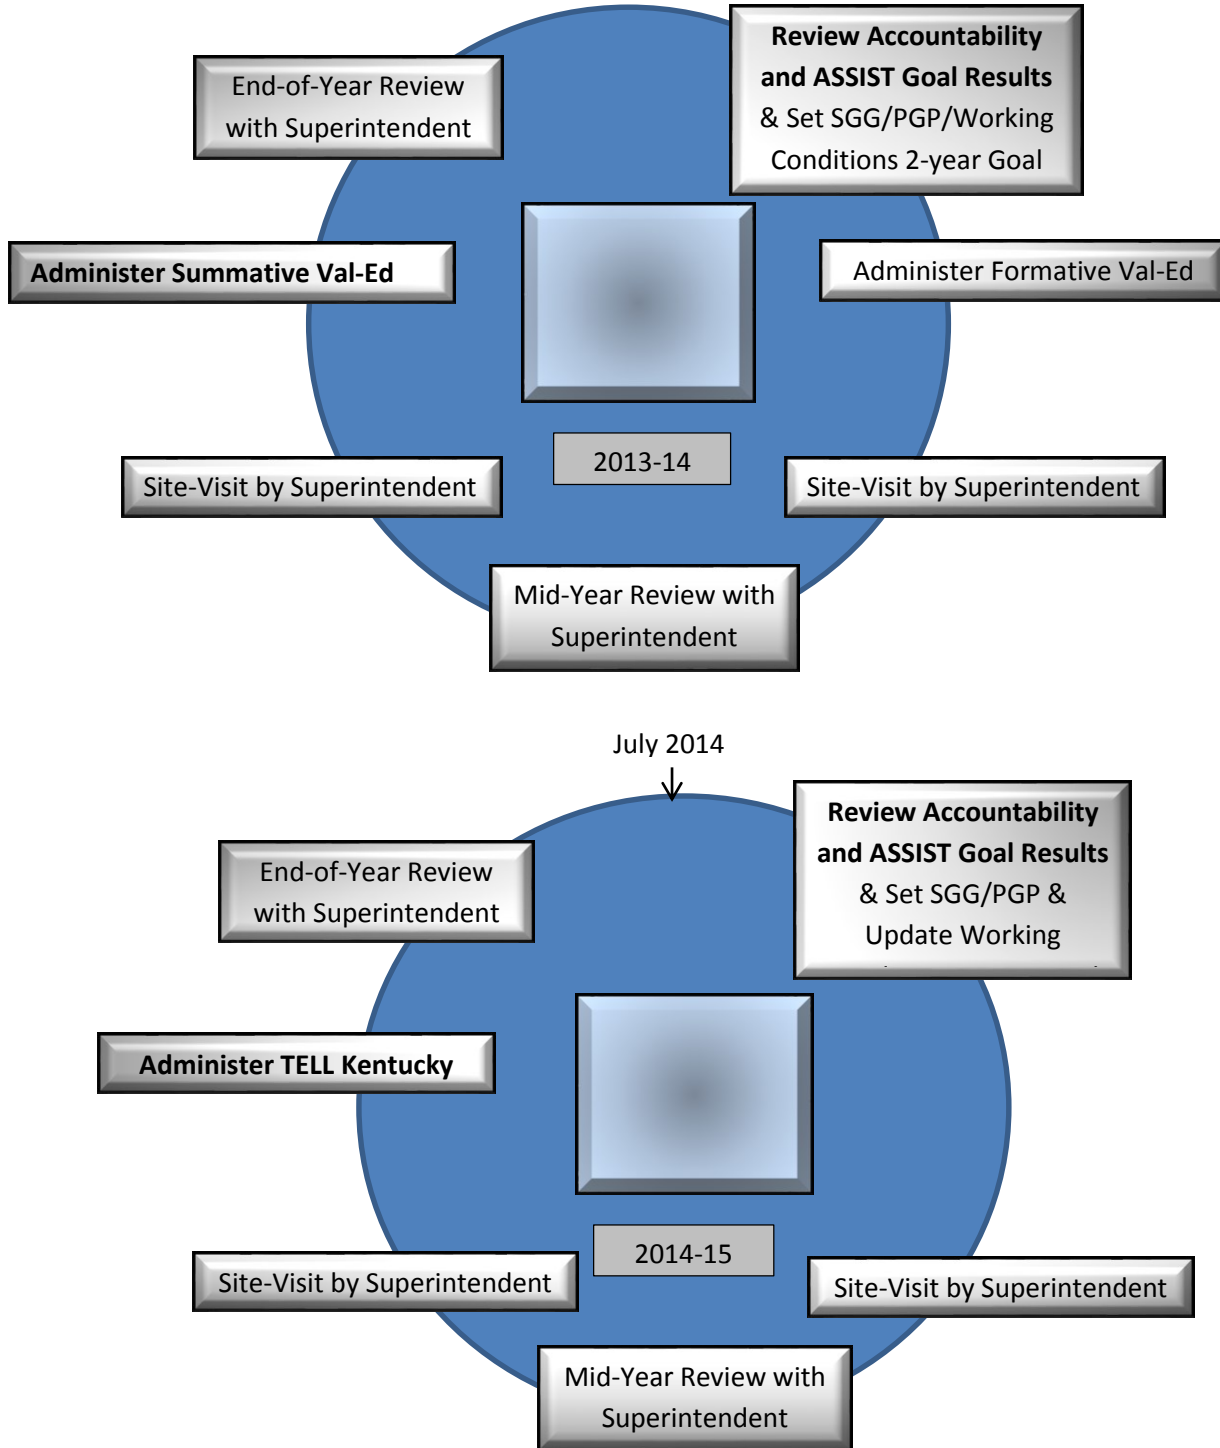 Review Accountability
and ASSIST Goal Results
& Set SGG/PGP/Working
Conditions 2-year Goal
End-of-Year Review
with Superintendent
Administer Summative Val-Ed
Administer Formative Val-Ed
2013-14
Site-Visit by Superintendent
Site-Visit by Superintendent
Mid-Year Review with
Superintendent
July 2014
Review Accountability
and ASSIST Goal Results
& Set SGG/PGP &
Update Working
End-of-Year Review
with Superintendent
Administer TELL Kentucky
2014-15
Site-Visit by Superintendent
Site-Visit by Superintendent
Mid-Year Review with
Superintendent